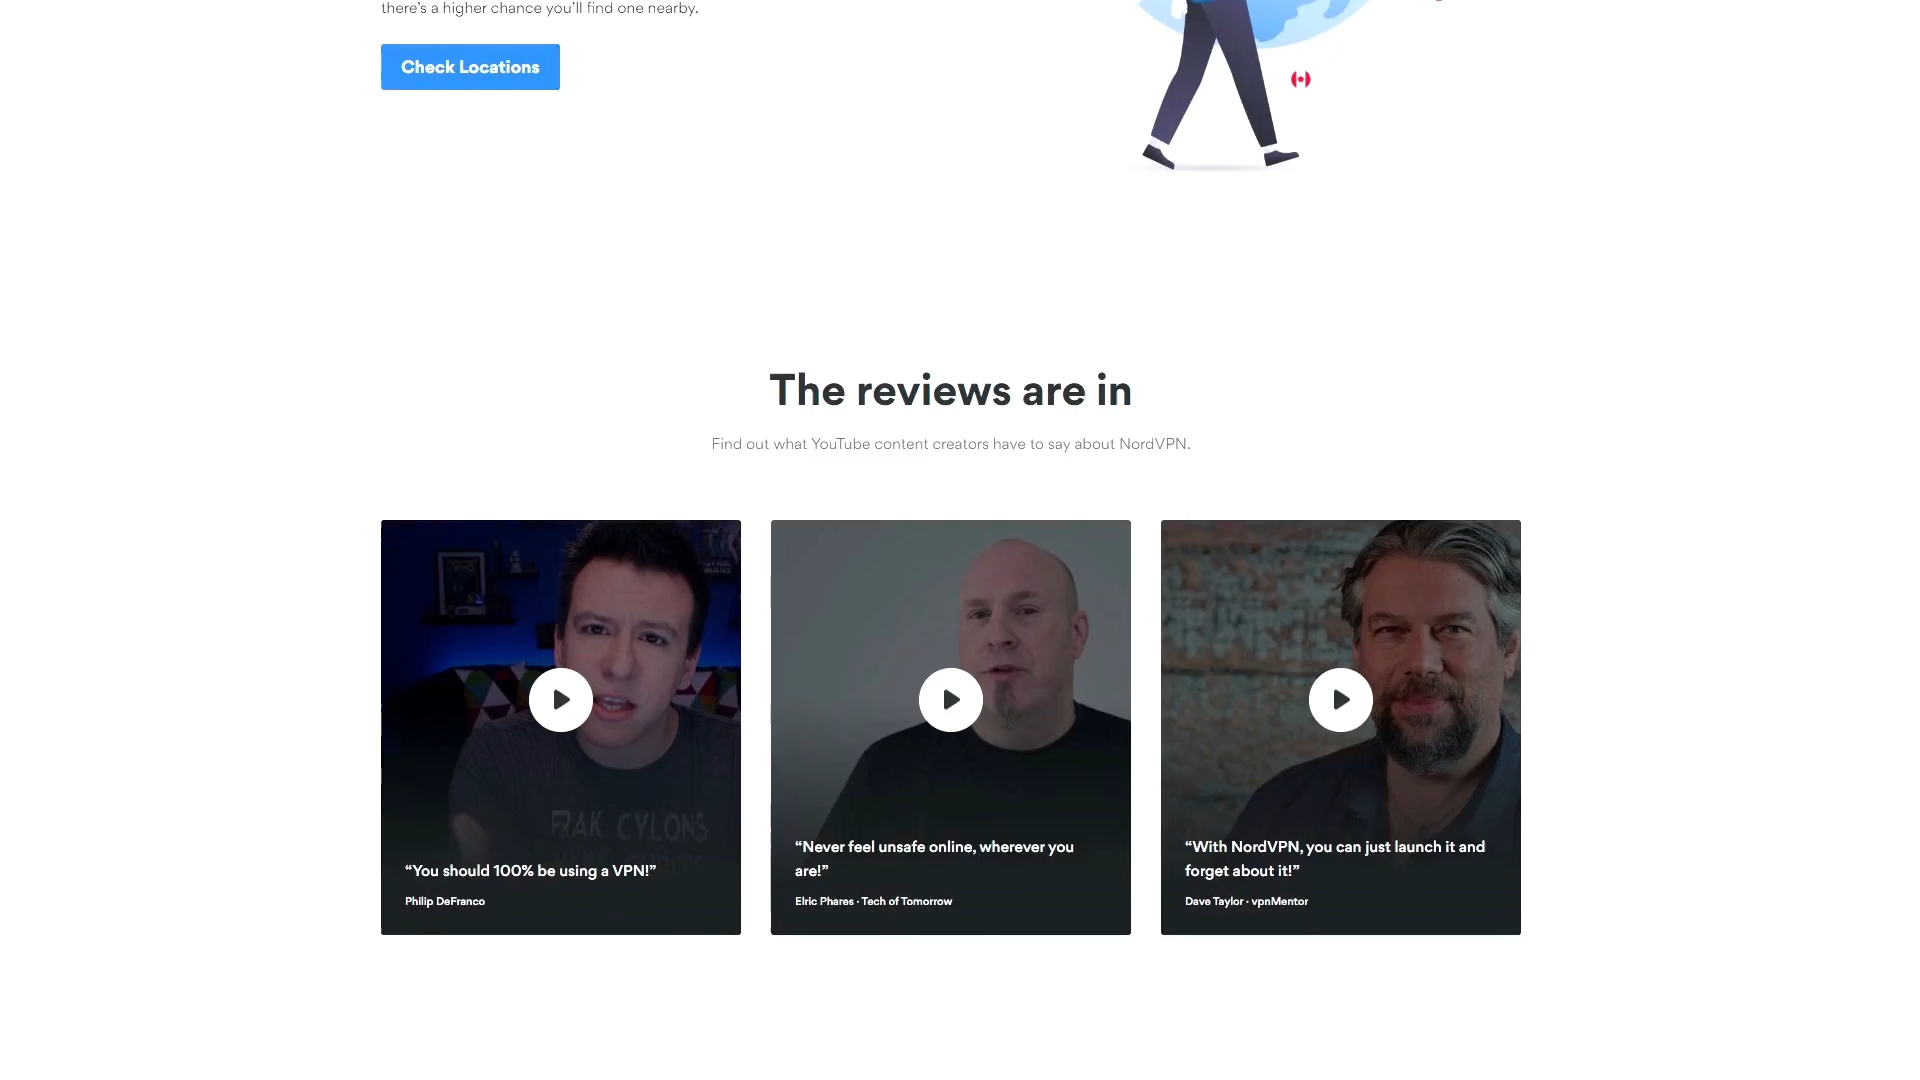 there's a higher chance you'll find one nearby.
Check Locations
The reviews are in
Find out what YouTube content creators have to say about NordVPN.
FRAK CYLONS
“You should 100% be using a VPN!”
Philip DeFranco
“Never feel unsafe online, wherever you
are!”
Elric Phares · Tech of Tomorrow
“With NordVPN, you can just launch it and
forget about it!”
Dave Taylor · vpnMentor